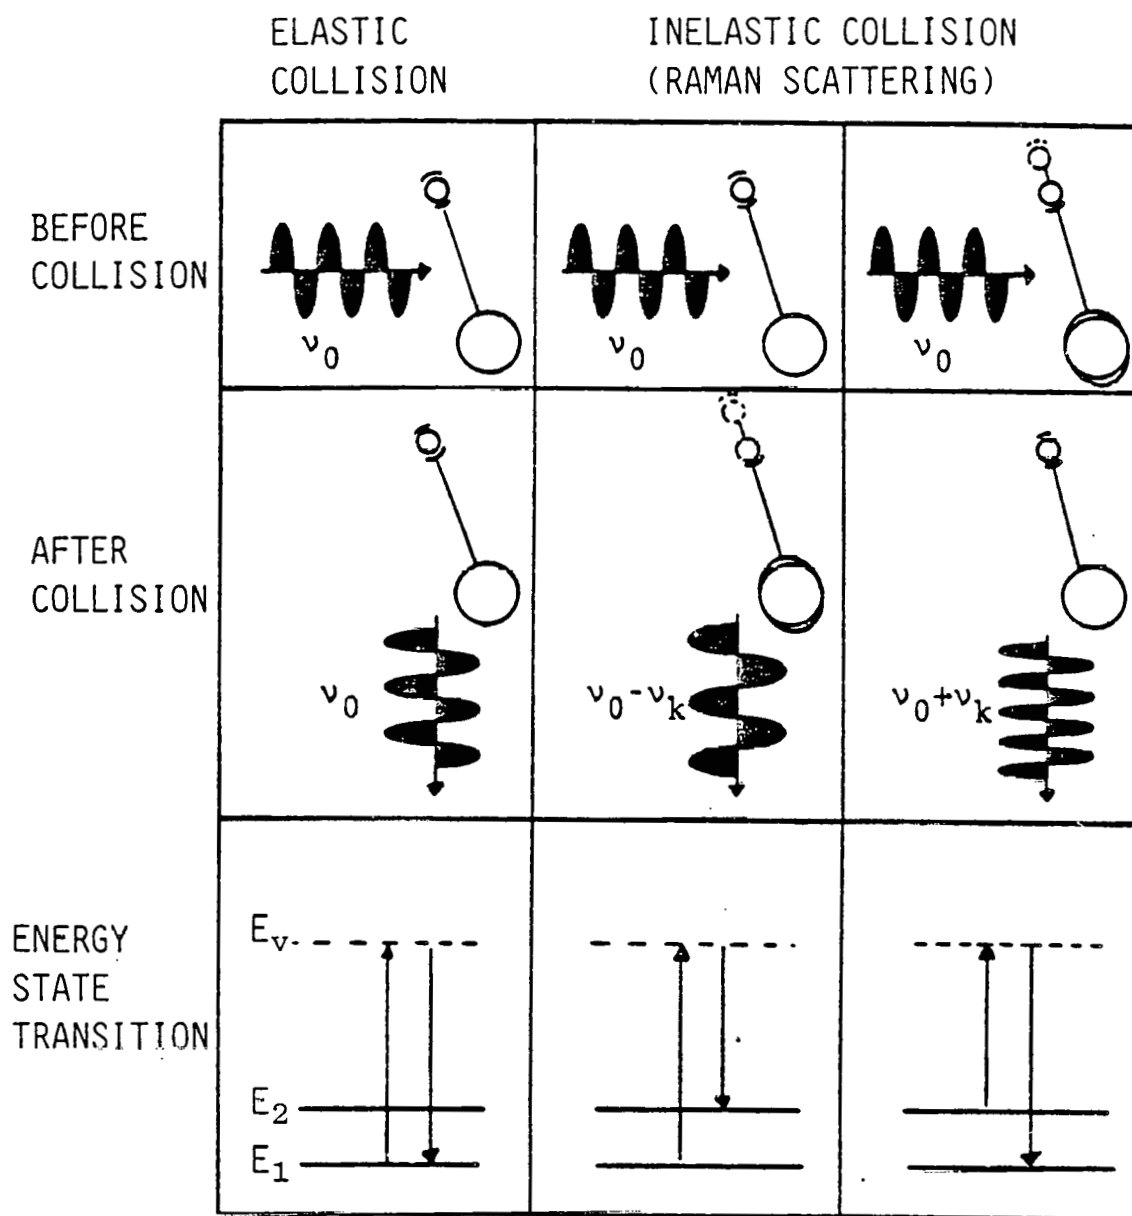 ELASTIC
COLLISION
INELASTIC COLLISION
(RAMAN SCATTERING)
BEFORE
COLLISION
ν₀
ν₀
ν₀
AFTER
COLLISION
ν₀
ν₀-νₖ
ν₀+νₖ
ENERGY
STATE
TRANSITION
Eᵥ
E₂
E₁